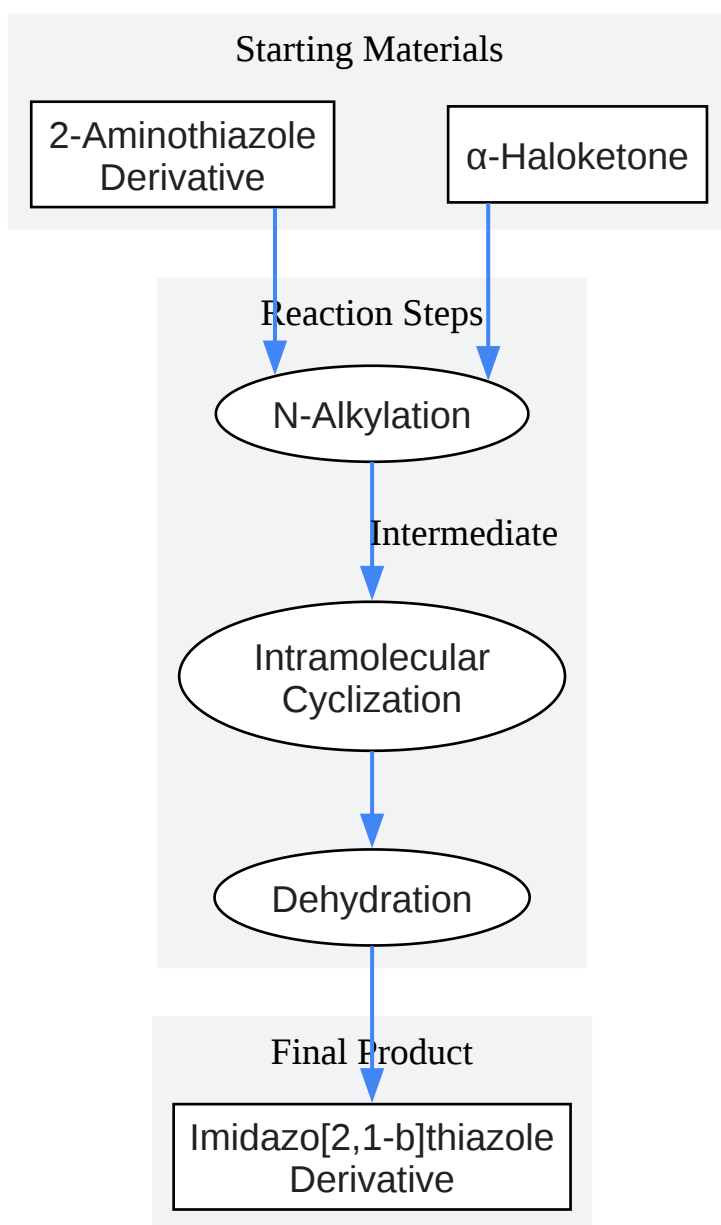 Starting Materials
2-Aminothiazole
Derivative
α-Haloketone
Reaction Steps
N-Alkylation
Intermediate
Intramolecular
Cyclization
Dehydration
Final Product
Imidazo[2,1-b]thiazole
Derivative